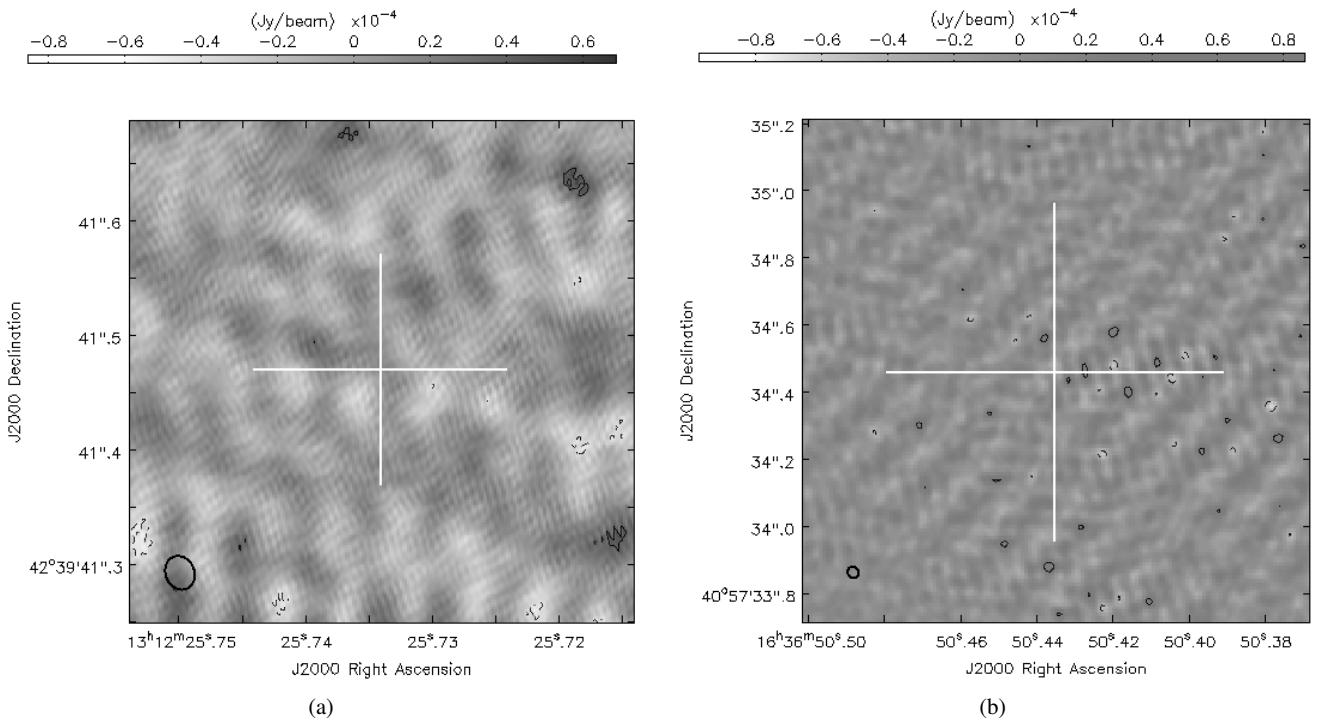 (Jy/beam) ×10⁻⁴
−0.8 −0.6 −0.4 −0.2 0 0.2 0.4 0.6
41".6
41".5
41".4
42°39'41".3
J2000 Declination
13ʰ12ᵐ25ˢ.75 25ˢ.74 25ˢ.73 25ˢ.72
J2000 Right Ascension
(a)
(Jy/beam) ×10⁻⁴
−0.8 −0.6 −0.4 −0.2 0 0.2 0.4 0.6 0.8
35".2
35".0
34".8
34".6
34".4
34".2
34".0
40°57'33".8
J2000 Declination
16ʰ36ᵐ50ˢ.50 50ˢ.46 50ˢ.44 50ˢ.42 50ˢ.40 50ˢ.38
J2000 Right Ascension
(b)